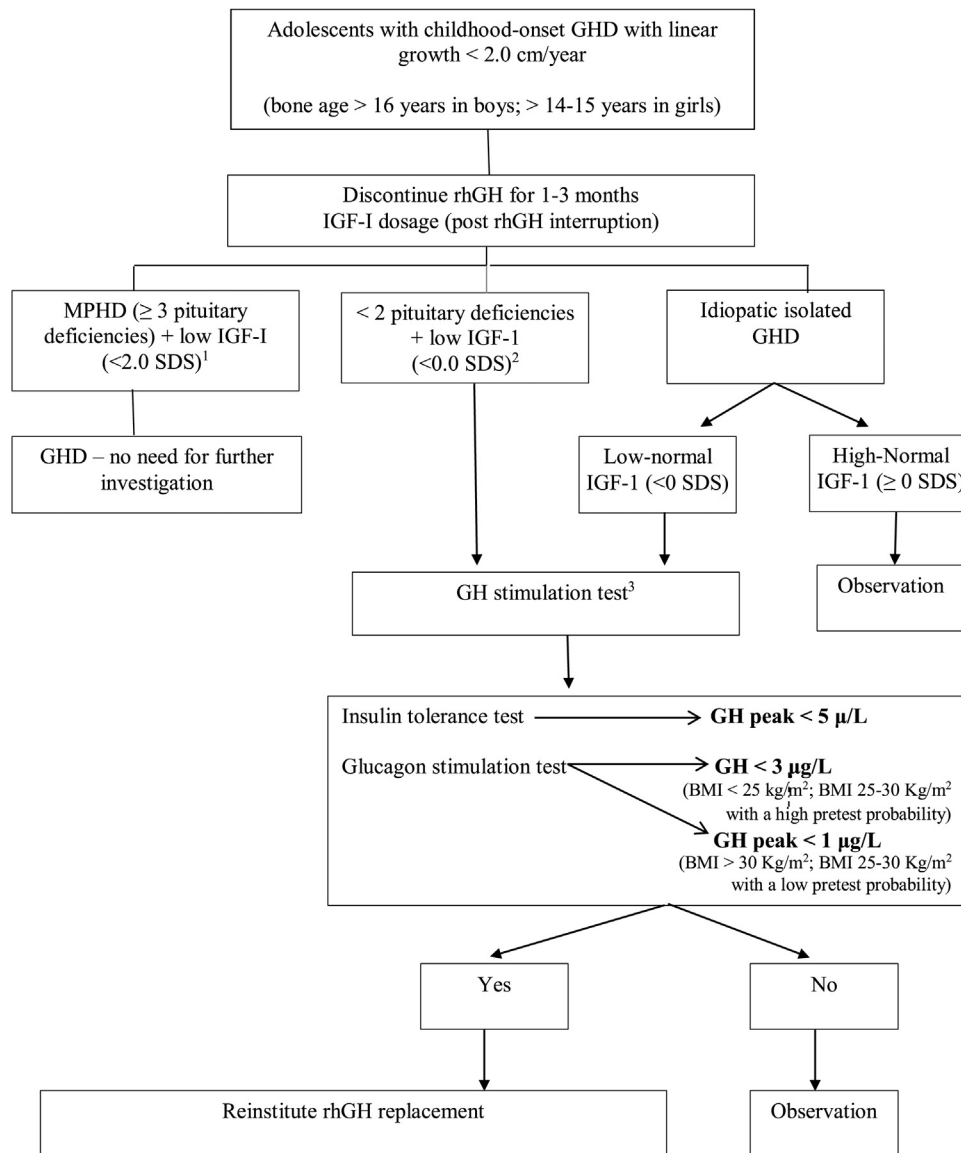 Adolescents with childhood-onset GHD with linear
growth < 2.0 cm/year
(bone age > 16 years in boys; > 14-15 years in girls)
Discontinue rhGH for 1-3 months
IGF-I dosage (post rhGH interruption)
MPHD (≥ 3 pituitary
deficiencies) + low IGF-I
(<2.0 SDS)¹
< 2 pituitary deficiencies
+ low IGF-1
(<0.0 SDS)²
Idiopatic isolated
GHD
GHD – no need for further
investigation
Low-normal
IGF-1 (<0 SDS)
High-Normal
IGF-1 (≥ 0 SDS)
GH stimulation test³
Observation
Insulin tolerance test
GH peak < 5 µ/L
Glucagon stimulation test
GH < 3 µg/L
(BMI < 25 kg/m²; BMI 25-30 Kg/m²
with a high pretest probability)
GH peak < 1 µg/L
(BMI > 30 Kg/m²; BMI 25-30 Kg/m²
with a low pretest probability)
Yes
No
Reinstitute rhGH replacement
Observation